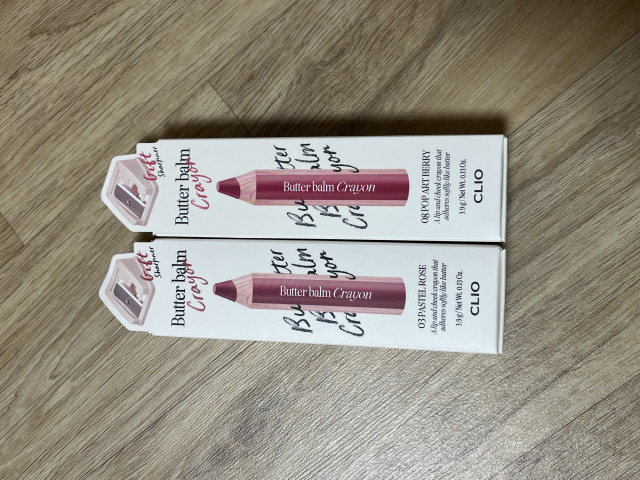 Gift
Sharpener
Butter balm
Crayon
Butter balm Crayon
Butter
Balm
Crayon
08 POP ART BERRY
A lip and cheek crayon that
adheres softly like butter
3.9 g / Net Wt. 0.13 Oz.
CLIO
Gift
Sharpener
Butter balm
Crayon
Butter balm Crayon
Butter
Balm
Crayon
03 PASTEL ROSE
A lip and cheek crayon that
adheres softly like butter
3.9 g / Net Wt. 0.13 Oz.
CLIO